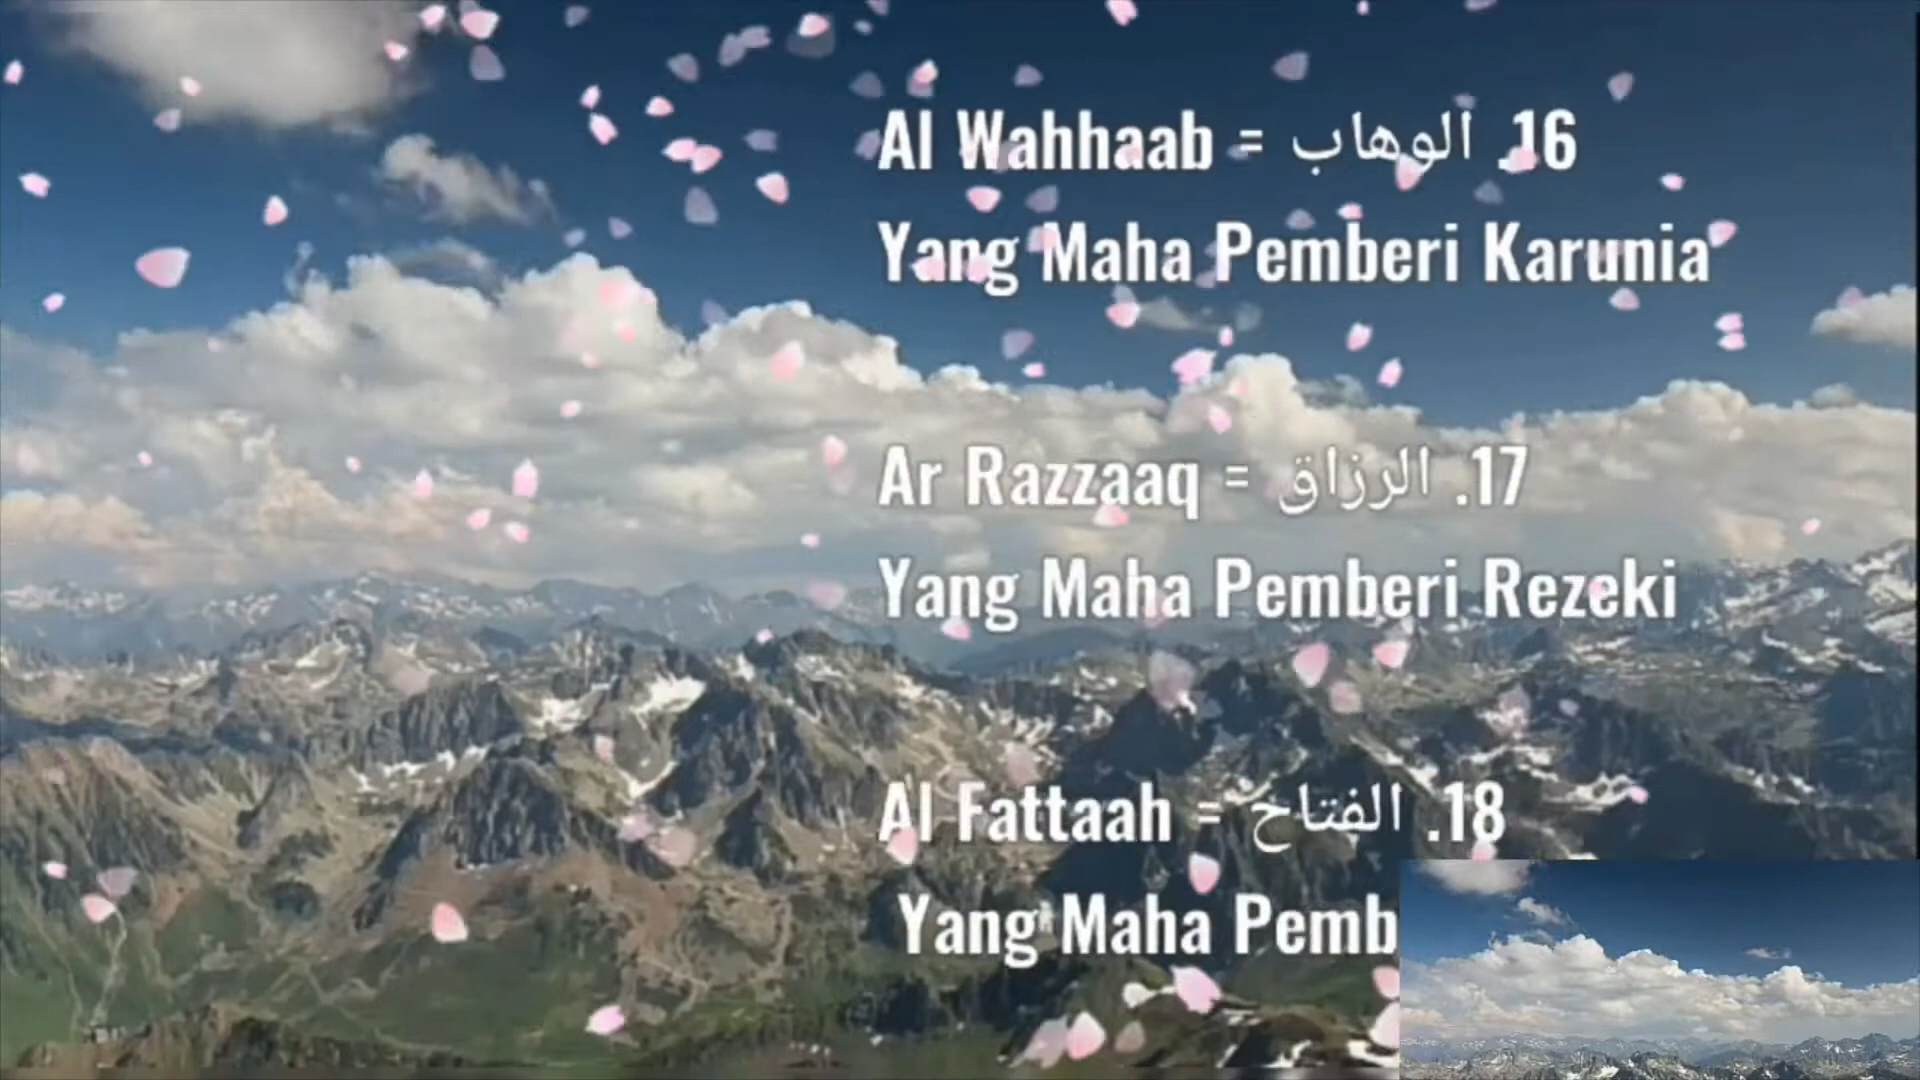 Al Wahhaab = الوهاب .16
Yang Maha Pemberi Karunia
Ar Razzaaq = الرزاق .17
Yang Maha Pemberi Rezeki
Al Fattaah = الفتاح .18
Yang Maha Pemb